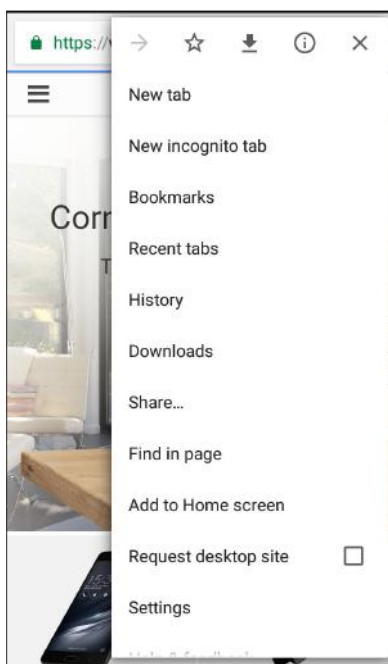 https://
New tab
New incognito tab
Bookmarks
Recent tabs
History
Downloads
Share...
Find in page
Add to Home screen
Request desktop site
Settings